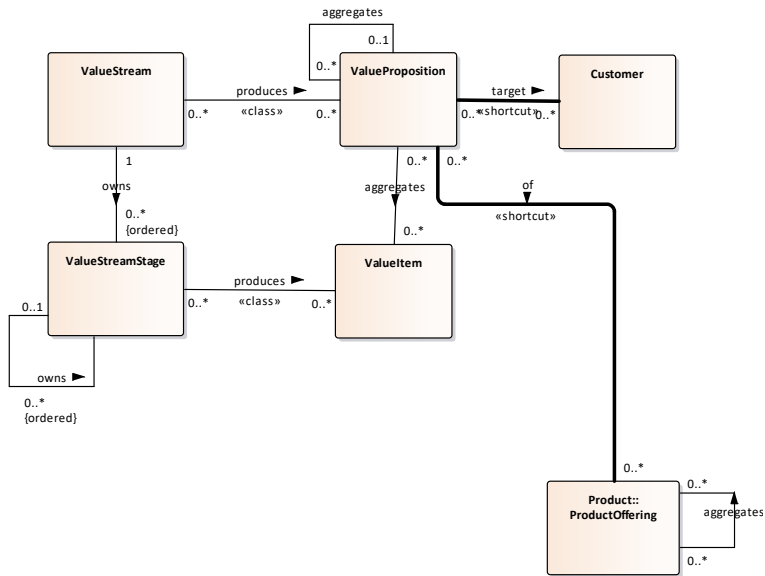 aggregates
0..1
0..*
ValueStream
ValueProposition
Customer
produces
target
0..*
«class»
0..*
0..*
«shortcut»
0..*
1
0..*
0..*
owns
aggregates
of
0..*
{ordered}
«shortcut»
0..*
ValueStreamStage
ValueItem
produces
0..*
«class»
0..*
0..1
owns
0..*
{ordered}
0..*
Product::
ProductOffering
0..*
aggregates
0..*